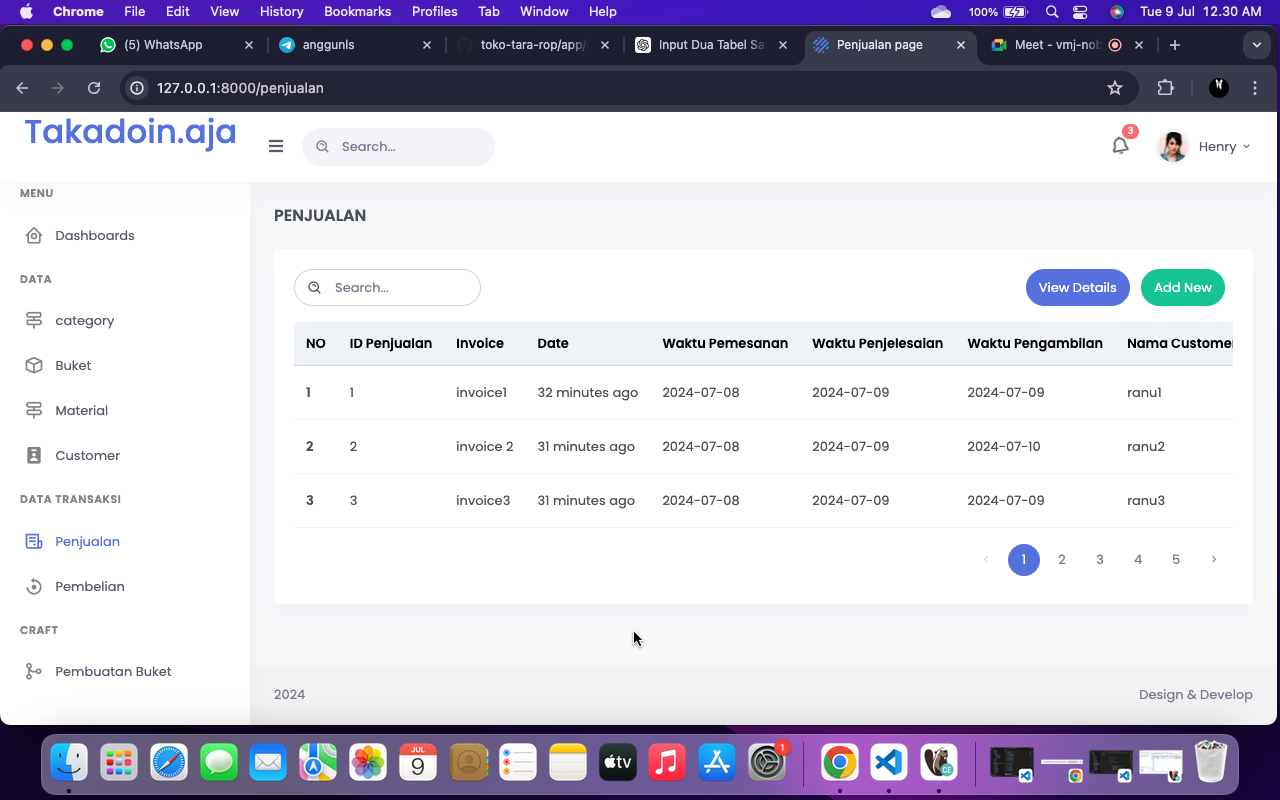 Chrome File Edit View History Bookmarks Profiles Tab Window Help 100% Tue 9 Jul 12.30 AM
(5) WhatsApp anggunls toko-tara-rop/app/ Input Dua Tabel Sa Penjualan page Meet - vmj-nob
127.0.0.1:8000/penjualan
Takadoin.aja Search... 3 Henry
MENU
Dashboards
DATA
category
Buket
Material
Customer
DATA TRANSAKSI
Penjualan
Pembelian
CRAFT
Pembuatan Buket
PENJUALAN
Search... View Details Add New
NO ID Penjualan Invoice Date Waktu Pemesanan Waktu Penjelesaian Waktu Pengambilan Nama Customer
1 1 invoice1 32 minutes ago 2024-07-08 2024-07-09 2024-07-09 ranu1
2 2 invoice 2 31 minutes ago 2024-07-08 2024-07-09 2024-07-10 ranu2
3 3 invoice3 31 minutes ago 2024-07-08 2024-07-09 2024-07-09 ranu3
‹ 1 2 3 4 5 ›
2024 Design & Develop
JUL
9
tv
1
CE